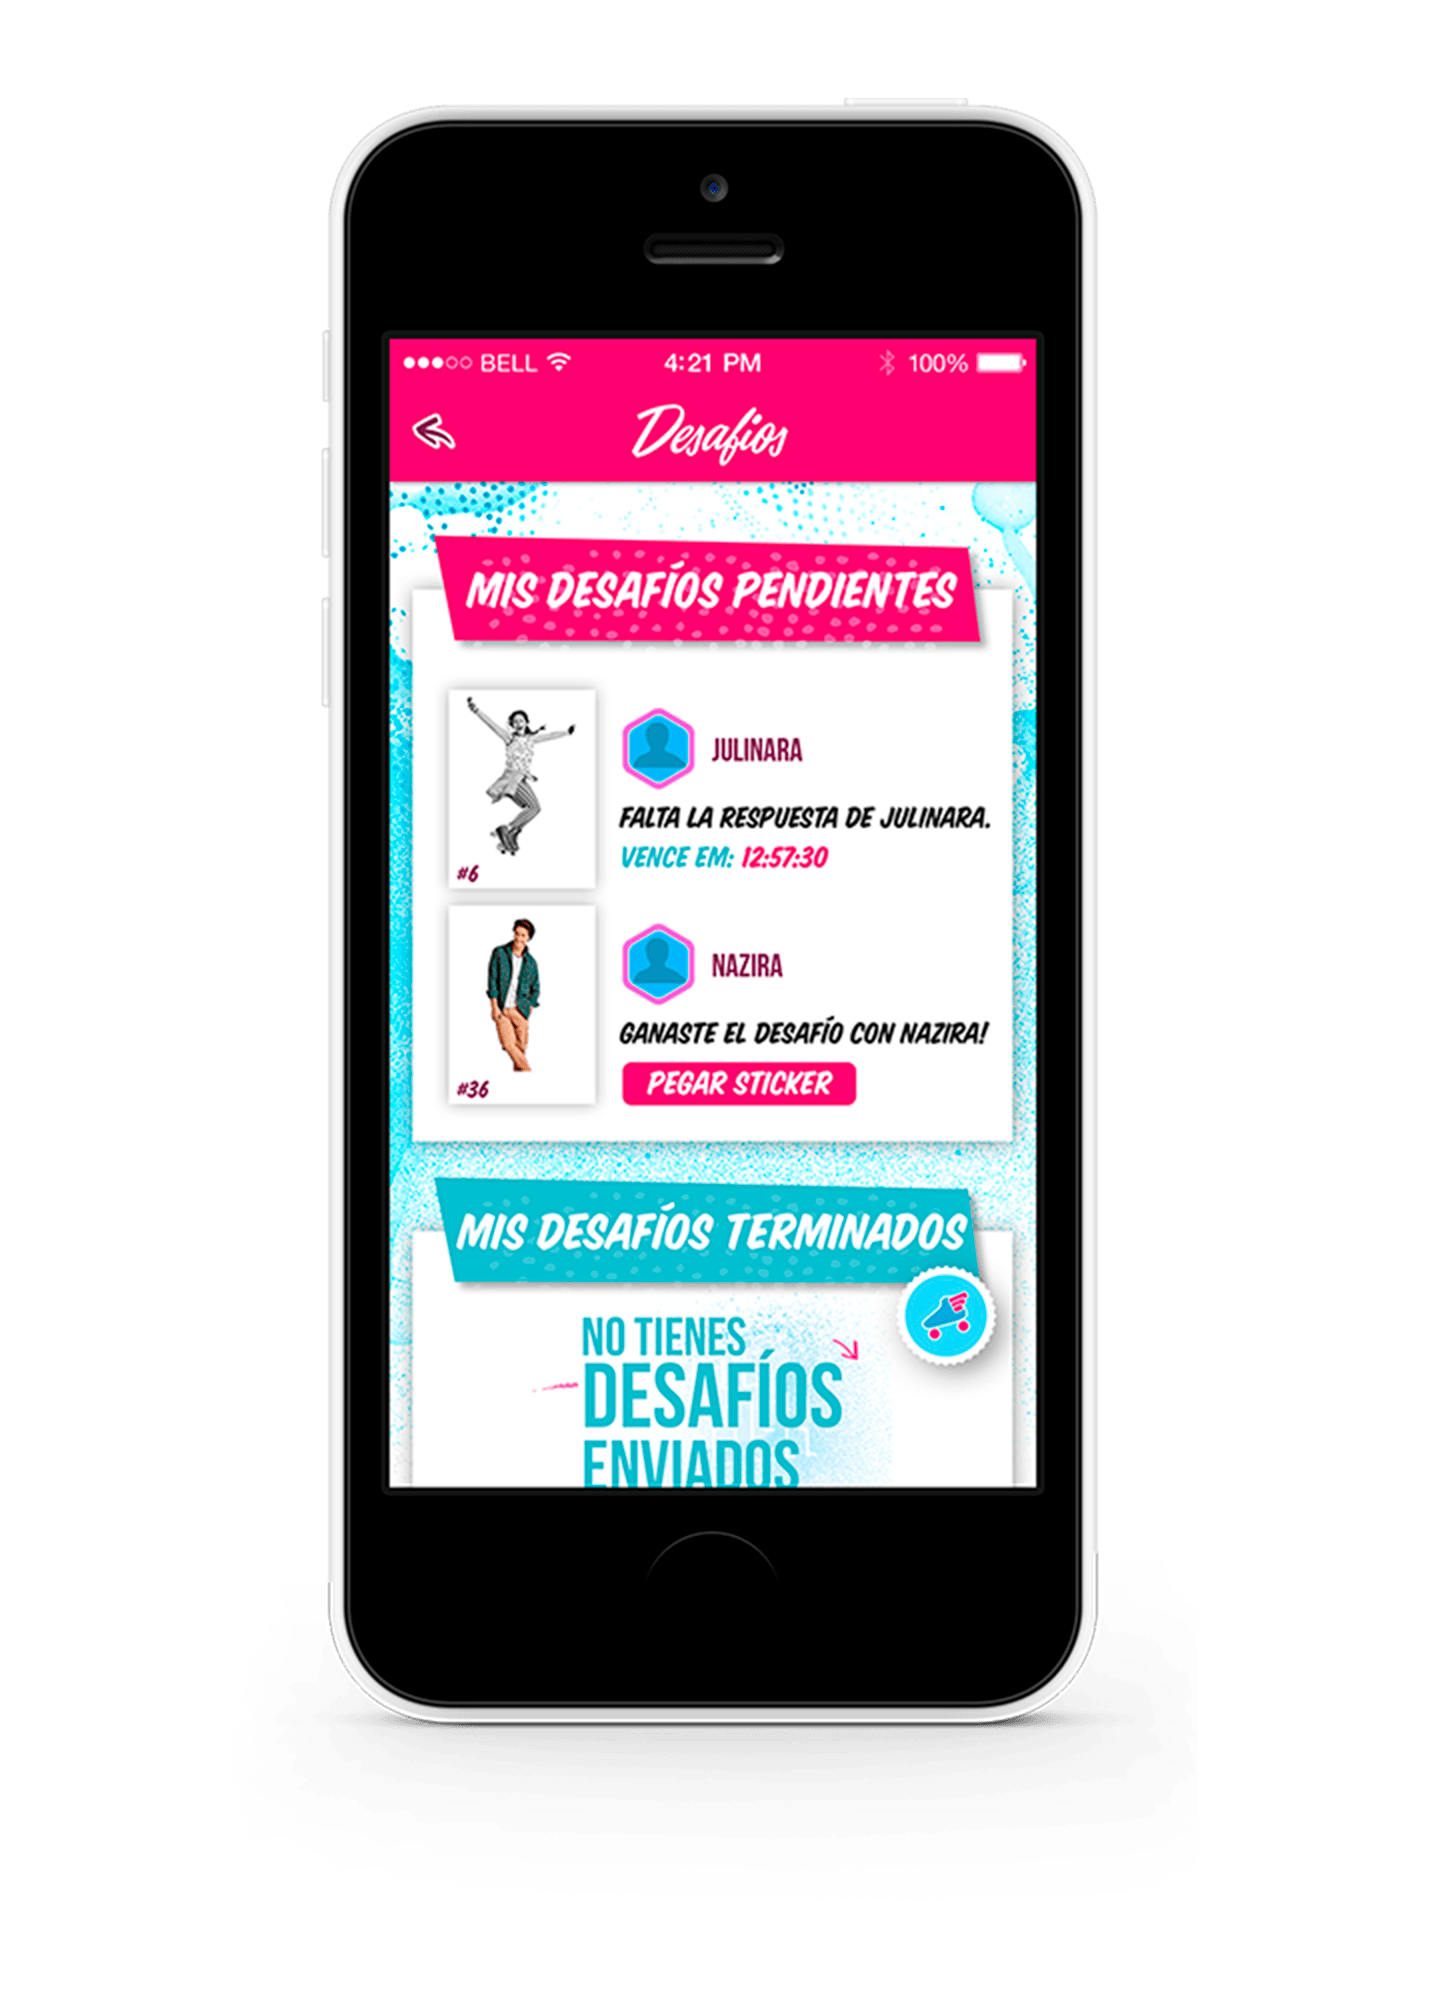 BELL 4:21 PM 100%
Desafios
MIS DESAFÍOS PENDIENTES
JULINARA
FALTA LA RESPUESTA DE JULINARA.
VENCE EM: 12:57:30
#6
NAZIRA
GANASTE EL DESAFÍO CON NAZIRA!
PEGAR STICKER
#36
MIS DESAFÍOS TERMINADOS
NO TIENES
DESAFÍOS
ENVIADOS